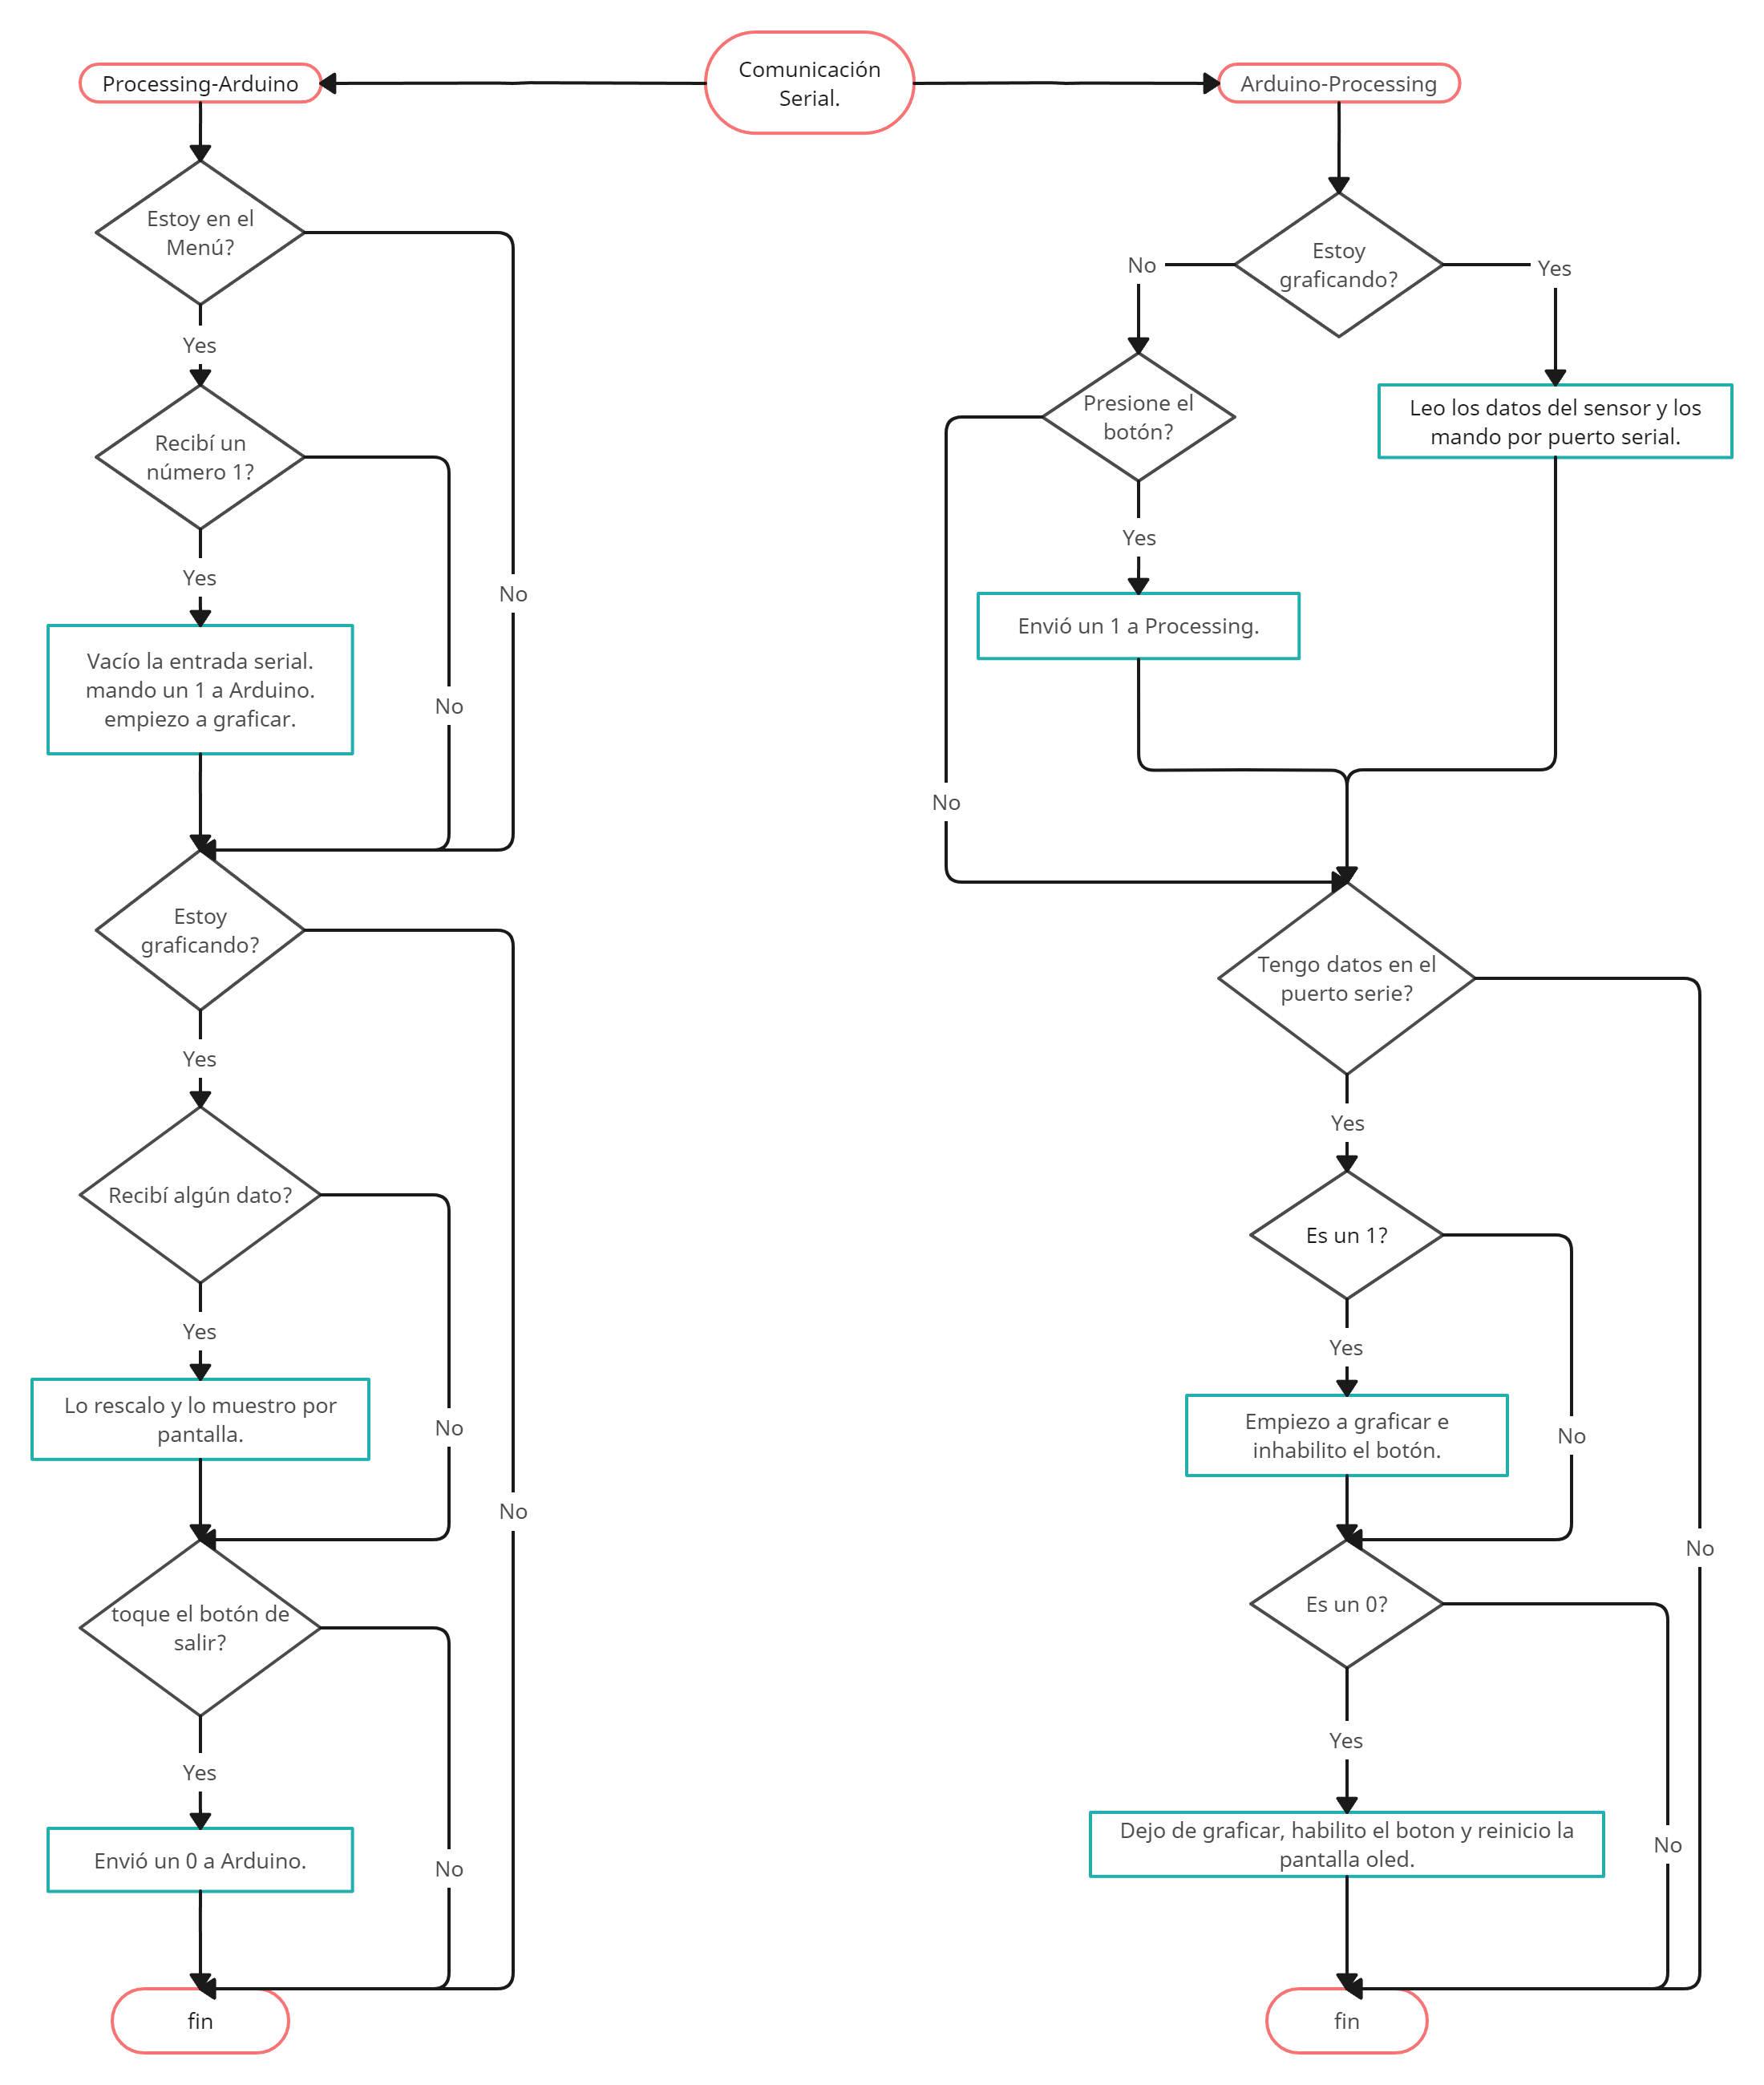 Comunicación
Serial.
Processing-Arduino
Estoy en el
Menú?
Yes
No
Recibí un
número 1?
Yes
No
Vacío la entrada serial.
mando un 1 a Arduino.
empiezo a graficar.
Estoy
graficando?
Yes
No
Recibí algún dato?
Yes
No
Lo rescalo y lo muestro por
pantalla.
toque el botón de
salir?
Yes
No
Envió un 0 a Arduino.
fin
Arduino-Processing
Estoy
graficando?
No
Yes
Presione el
botón?
Leo los datos del sensor y los
mando por puerto serial.
Yes
No
Envió un 1 a Processing.
Tengo datos en el
puerto serie?
Yes
No
Es un 1?
Yes
No
Empiezo a graficar e
inhabilito el botón.
Es un 0?
Yes
No
Dejo de graficar, habilito el boton y reinicio la
pantalla oled.
fin